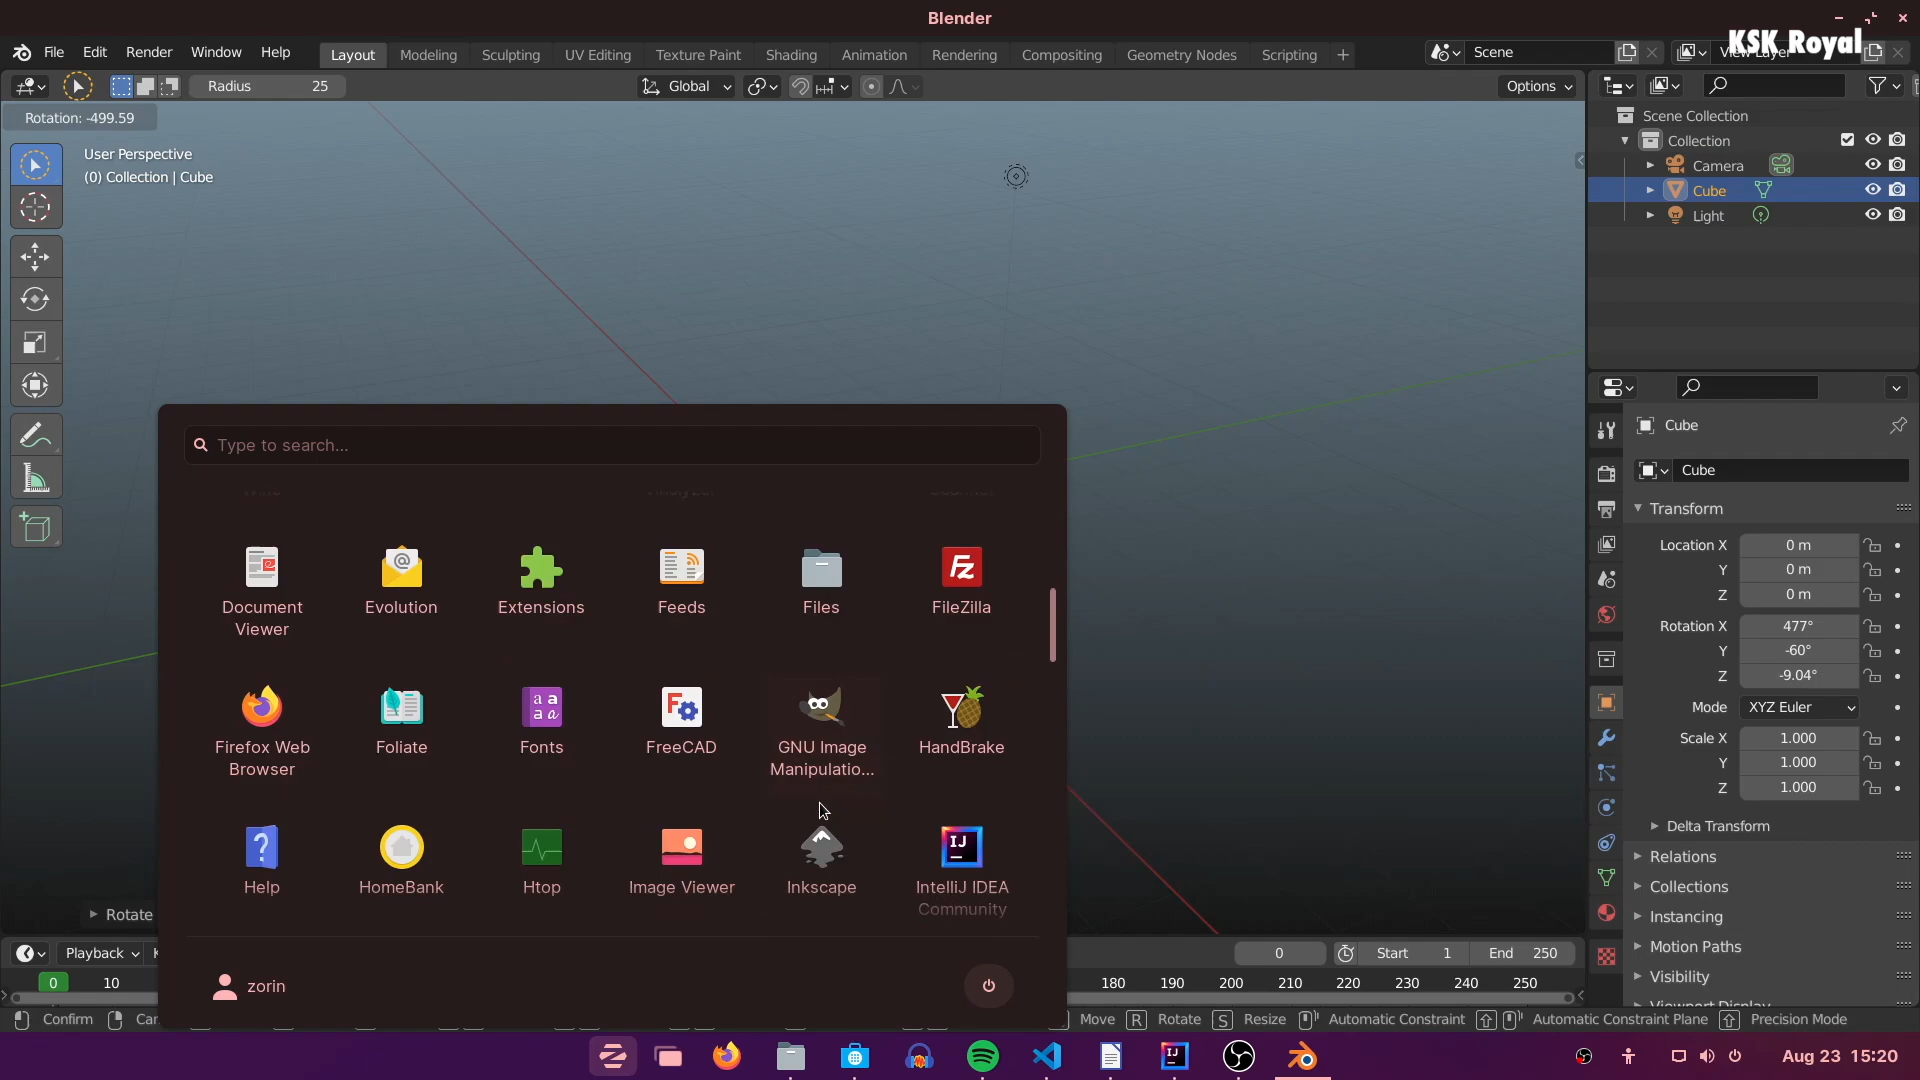 Blender
KSK Royal
File Edit Render Window Help
Layout Modeling Sculpting UV Editing Texture Paint Shading Animation Rendering Compositing Geometry Nodes Scripting +
Scene
Radius 25
Global
Options
Rotation: -499.59
User Perspective
(0) Collection | Cube
Scene Collection
Collection
Camera
Cube
Light
Type to search...
Document Viewer
Evolution
Extensions
Feeds
Files
FileZilla
Firefox Web Browser
Foliate
Fonts
FreeCAD
GNU Image Manipulatio...
HandBrake
Help
HomeBank
Htop
Image Viewer
Inkscape
IntelliJ IDEA Community
zorin
Cube
Cube
Transform
Location X 0 m
Y 0 m
Z 0 m
Rotation X 477°
Y -60°
Z -9.04°
Mode XYZ Euler
Scale X 1.000
Y 1.000
Z 1.000
Delta Transform
Relations
Collections
Instancing
Motion Paths
Visibility
Viewport Display
Rotate
Playback
0 Start 1 End 250
0 10 180 190 200 210 220 230 240 250
Confirm Move R Rotate S Resize Automatic Constraint Automatic Constraint Plane Precision Mode
Aug 23 15:20